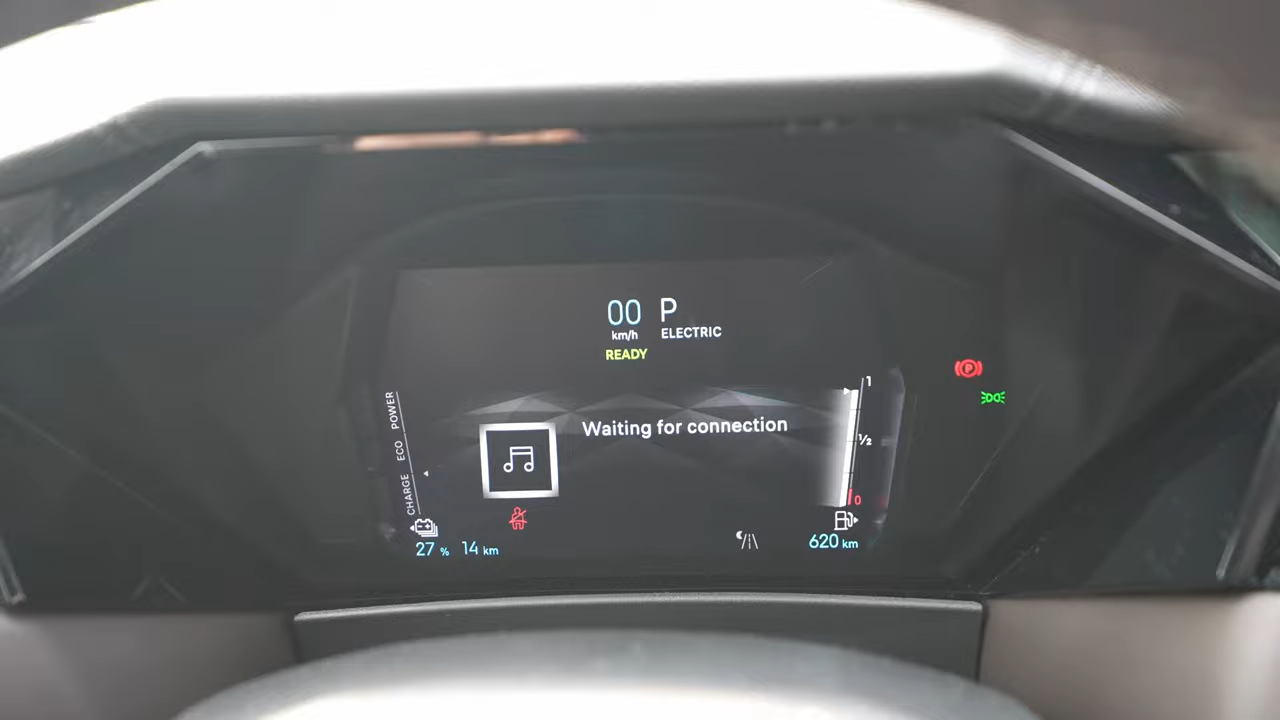 00 P
km/h ELECTRIC
READY
POWER
ECO
CHARGE
Waiting for connection
1
½
0
27 % 14 km
620 km
P